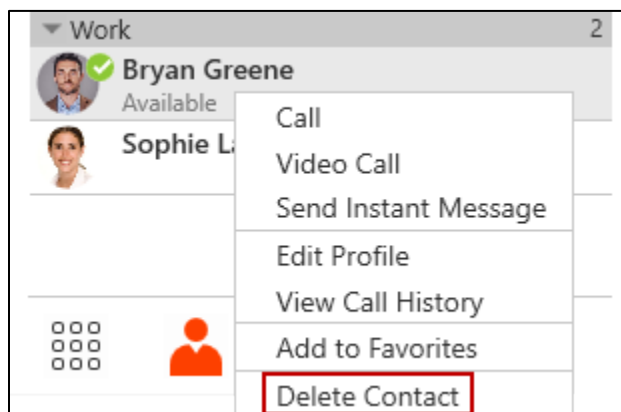 Work 2
Bryan Greene
Available
Sophie
Call
Video Call
Send Instant Message
Edit Profile
View Call History
Add to Favorites
Delete Contact